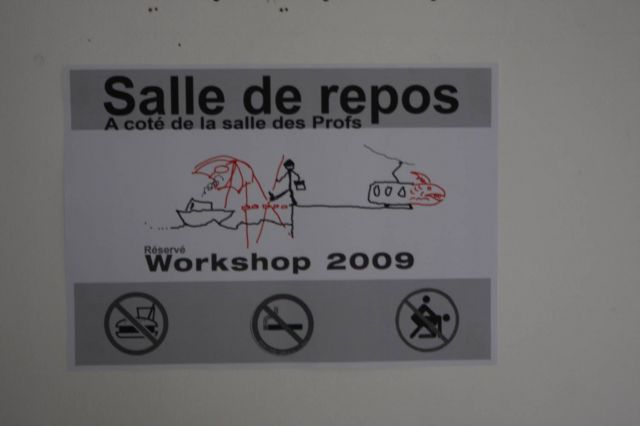 Salle de repos
A coté de la salle des Profs
Réservé
Workshop 2009